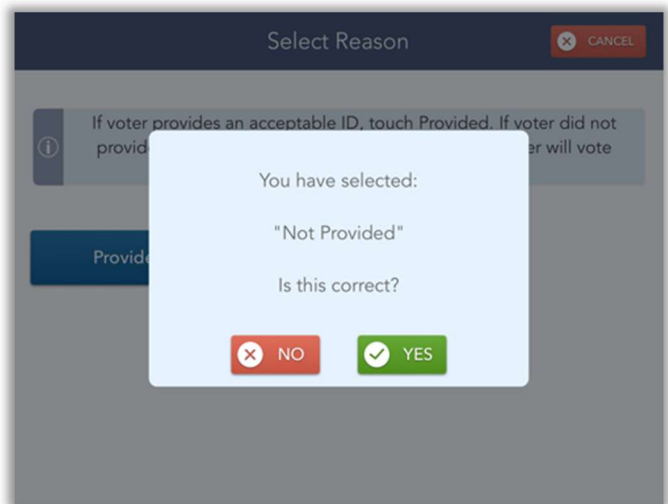 Select Reason
CANCEL
If voter provides an acceptable ID, touch Provided. If voter did not
er will vote
Provide
You have selected:
"Not Provided"
Is this correct?
NO
YES